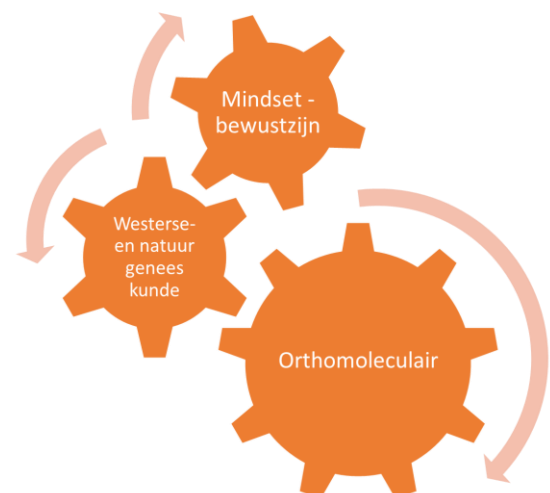 Mindset -
bewustzijn
Westerse-
en natuur
genees
kunde
Orthomoleculair